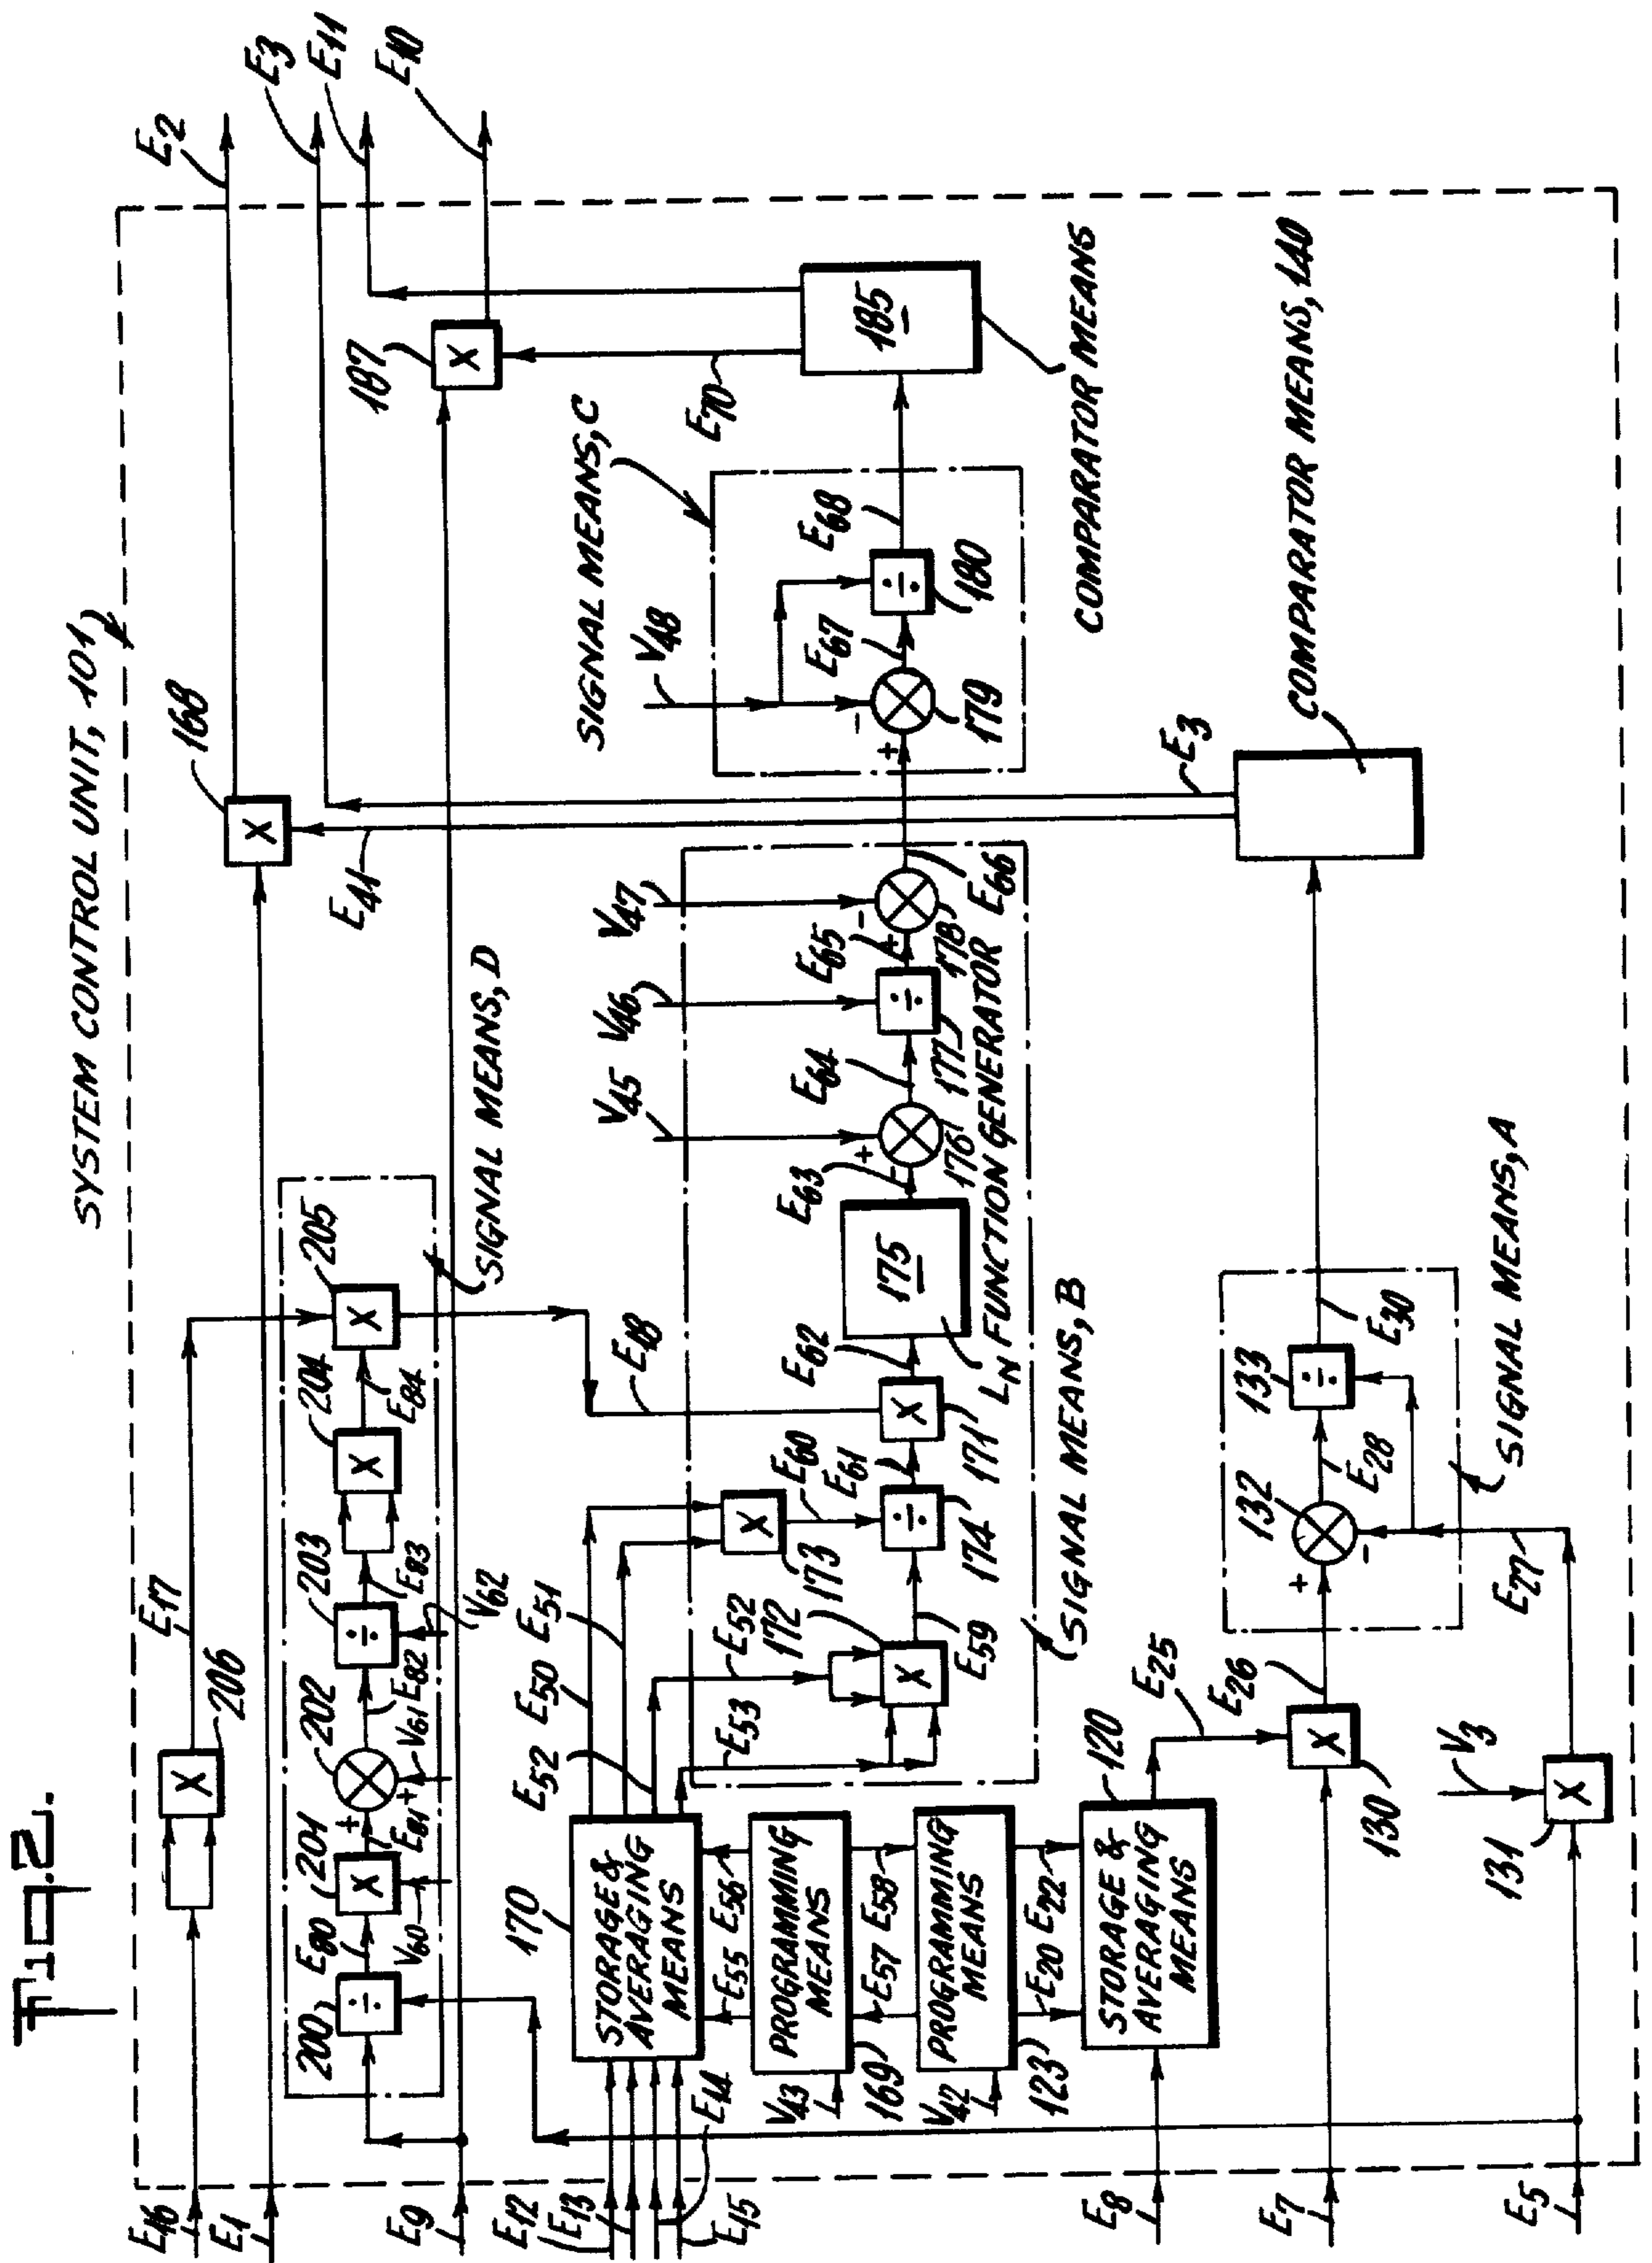 Fig.2.
SYSTEM CONTROL UNIT, 101
E16
E1
E9
E12
E13
E14
E15
E8
E7
E5
206
E17
168
E2
E3
E11
E10
E41
200
E80
V60
201
E81
V61
202
E82
203
E83
V62
204
E84
205
SIGNAL MEANS, D
187
E70
E18
170
STORAGE &
AVERAGING
MEANS
E50
E51
E52
E53
E52
172
E59
173
E60
E61
174
171
E62
175
LN FUNCTION GENERATOR
E63
176
V45
E64
177
V46
E65
178
V47
E66
SIGNAL MEANS, B
SIGNAL MEANS, C
V48
179
E67
180
E68
185
COMPARATOR MEANS
E55
E56
PROGRAMMING
MEANS
V43
169
E57
E58
PROGRAMMING
MEANS
V42
123
E20
E22
STORAGE &
AVERAGING
MEANS
120
E25
130
E26
V3
131
E27
132
E28
133
E30
SIGNAL MEANS, A
E3
COMPARATOR MEANS, 140
X
X
÷
X
+
+
÷
X
X
X
X
X
÷
X
+
÷
+
-
+
-
÷
X
+
-
÷
X